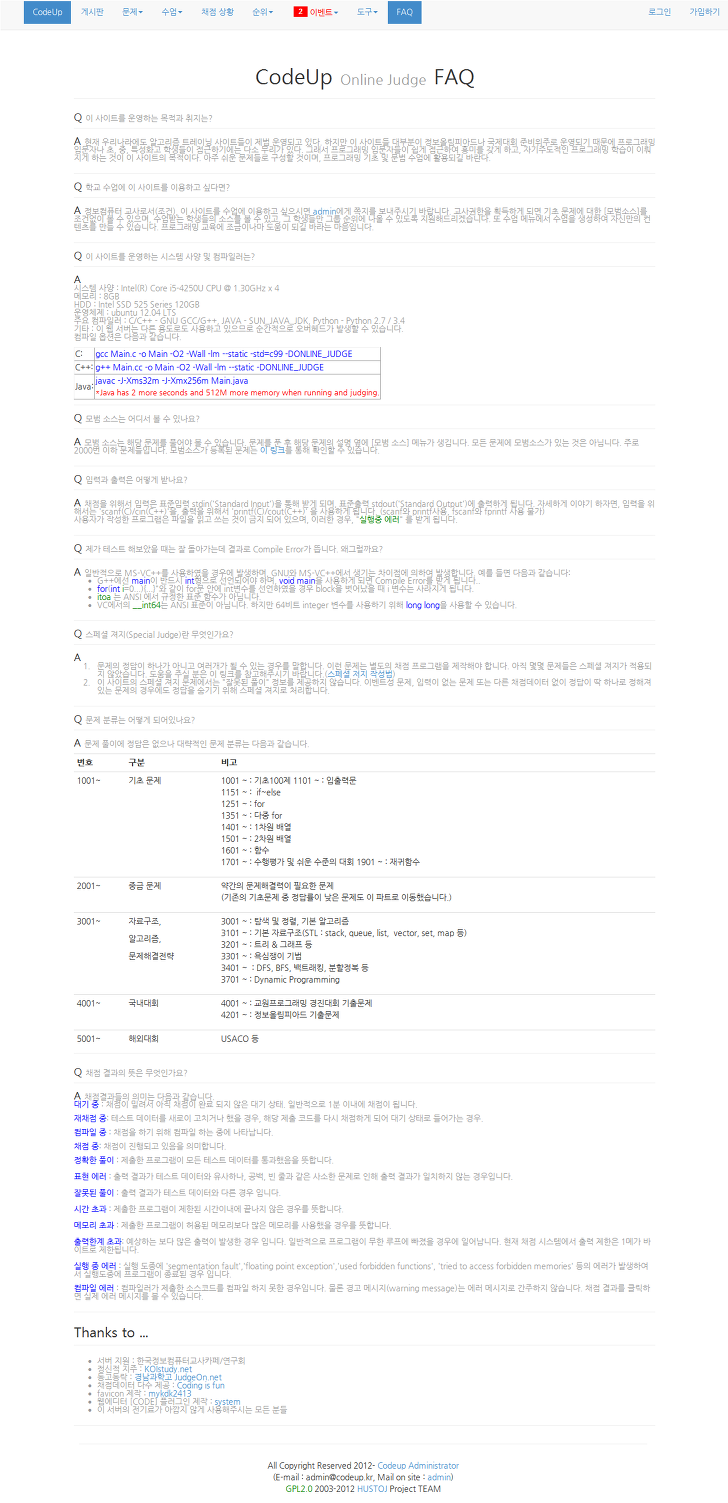 CodeUp 게시판 문제 수업 채점 상황 순위 2 이벤트 도구 FAQ 로그인 가입하기
CodeUp Online Judge FAQ
Q 이 사이트를 운영하는 목적과 취지는?
A 현재 우리나라에도 알고리즘 트레이닝 사이트들이 제법 운영되고 있다. 하지만 이 사이트들 대부분이 정보올림피아드나 국제대회 준비위주로 운영되기 때문에 프로그래밍
입문자나 초, 중, 특성화고 학생들이 접근하기에는 다소 무리가 있다. 그래서 프로그래밍 입문자들이 쉽게 접근하여 흥미를 갖게 하고, 자기주도적인 프로그래밍 학습이 이뤄
지게 하는 것이 이 사이트의 목적이다. 아주 쉬운 문제들로 구성할 것이며, 프로그래밍 기초 및 문법 수업에 활용되길 바란다.
Q 학교 수업에 이 사이트를 이용하고 싶다면?
A 정보컴퓨터 교사로서(조건), 이 사이트를 수업에 이용하고 싶으시면 admin에게 쪽지를 보내주시기 바랍니다. 교사권한을 획득하게 되면 기초 문제에 대한 [모범소스]를
조건없이 볼 수 있으며, 수업받는 학생들의 소스를 볼 수 있고, 그 학생들만 그룹 순위에 나올 수 있도록 지원해드리겠습니다. 또 수업 메뉴에서 수업을 생성하여 자신만의 컨
텐츠를 만들 수 있습니다. 프로그래밍 교육에 조금이나마 도움이 되길 바라는 마음입니다.
Q 이 사이트를 운영하는 시스템 사양 및 컴파일러는?
A
시스템 사양 : Intel(R) Core i5-4250U CPU @ 1.30GHz x 4
메모리 : 8GB
HDD : Intel SSD 525 Series 120GB
운영체제 : ubuntu 12.04 LTS
주요 컴파일러 : C/C++ - GNU GCC/G++, JAVA - SUN_JAVA_JDK, Python - Python 2.7 / 3.4
기타 : 이 웹 서버는 다른 용도로도 사용하고 있으므로 순간적으로 오버헤드가 발생할 수 있습니다.
컴파일 옵션은 다음과 같습니다.
C: gcc Main.c -o Main -O2 -Wall -lm --static -std=c99 -DONLINE_JUDGE
C++: g++ Main.cc -o Main -O2 -Wall -lm --static -DONLINE_JUDGE
Java: javac -J-Xms32m -J-Xmx256m Main.java
*Java has 2 more seconds and 512M more memory when running and judging.
Q 모범 소스는 어디서 볼 수 있나요?
A 모범 소스는 해당 문제를 풀어야 볼 수 있습니다. 문제를 푼 후 해당 문제의 설명 옆에 [모범 소스] 메뉴가 생깁니다. 모든 문제에 모범소스가 있는 것은 아닙니다. 주로
2000번 이하 문제들입니다. 모범소스가 등록된 문제는 이 링크를 통해 확인할 수 있습니다.
Q 입력과 출력은 어떻게 받나요?
A 채점을 위해서 입력은 표준입력 stdin('Standard Input')을 통해 받게 되며, 표준출력 stdout('Standard Output')에 출력하게 됩니다. 자세하게 이야기 하자면, 입력을 위
해서는 'scanf(C)/cin(C++)'을, 출력을 위해서 'printf(C)/cout(C++)' 을 사용하게 됩니다. (scanf와 printf사용, fscanf와 fprintf 사용 불가)
사용자가 작성한 프로그램은 파일을 읽고 쓰는 것이 금지 되어 있으며, 이러한 경우, "실행중 에러" 를 받게 됩니다.
Q 제가 테스트 해보았을 때는 잘 돌아가는데 결과로 Compile Error가 뜹니다. 왜그럴까요?
A 일반적으로 MS-VC++를 사용하였을 경우에 발생하며, GNU와 MS-VC++에서 생기는 차이점에 의하여 발생합니다. 예를 들면 다음과 같습니다:
G++에선 main이 반드시 int형으로 선언되어야 하며, void main을 사용하게 되면 Compile Error를 받게 됩니다..
for(int i=0...){...}"와 같이 for문 안에 int변수를 선언하였을 경우 block을 벗어났을 때 i 변수는 사라지게 됩니다.
itoa 는 ANSI 에서 규정한 표준 함수가 아닙니다.
VC에서의 __int64는 ANSI 표준이 아닙니다. 하지만 64비트 integer 변수를 사용하기 위해 long long을 사용할 수 있습니다.
Q 스페셜 저지(Special Judge)란 무엇인가요?
A
1. 문제의 정답이 하나가 아니고 여러개가 될 수 있는 경우를 말합니다. 이런 문제는 별도의 채점 프로그램을 제작해야 합니다. 아직 몇몇 문제들은 스페셜 저지가 적용되
지 않았습니다. 도움을 주실 분은 이 링크를 참고해주시기 바랍니다.(스페셜 저지 작성법)
2. 이 사이트의 스페셜 저지 문제에서는 "잘못된 풀이" 정보를 제공하지 않습니다. 이벤트성 문제, 입력이 없는 문제 또는 다른 채점데이터 없이 정답이 딱 하나로 정해져
있는 문제의 경우에도 정답을 숨기기 위해 스페셜 저지로 처리합니다.
Q 문제 분류는 어떻게 되어있나요?
A 문제 풀이에 정답은 없으나 대략적인 문제 분류는 다음과 같습니다.
번호 구분 비고
1001~ 기초 문제 1001 ~ : 기초100제 1101 ~ : 입출력문
1151 ~ : if~else
1251 ~ : for
1351 ~ : 다중 for
1401 ~ : 1차원 배열
1501 ~ : 2차원 배열
1601 ~ : 함수
1701 ~ : 수행평가 및 쉬운 수준의 대회 1901 ~ : 재귀함수
2001~ 중급 문제 약간의 문제해결력이 필요한 문제
(기존의 기초문제 중 정답률이 낮은 문제도 이 파트로 이동했습니다.)
3001~ 자료구조, 3001 ~ : 탐색 및 정렬, 기본 알고리즘
3101 ~ : 기본 자료구조(STL : stack, queue, list, vector, set, map 등)
알고리즘, 3201 ~ : 트리 & 그래프 등
문제해결전략 3301 ~ : 욕심쟁이 기법
3401 ~ : DFS, BFS, 백트래킹, 분할정복 등
3701 ~ : Dynamic Programming
4001~ 국내대회 4001 ~ : 교원프로그래밍 경진대회 기출문제
4201 ~ : 정보올림피아드 기출문제
5001~ 해외대회 USACO 등
Q 채점 결과의 뜻은 무엇인가요?
A 채점결과들의 의미는 다음과 같습니다.
대기 중 : 채점이 밀려서 아직 채점이 완료 되지 않은 대기 상태. 일반적으로 1분 이내에 채점이 됩니다.
재채점 중: 테스트 데이터를 새로이 고치거나 했을 경우, 해당 제출 코드를 다시 채점하게 되어 대기 상태로 들어가는 경우.
컴파일 중 : 채점을 하기 위해 컴파일 하는 중에 나타납니다.
채점 중: 채점이 진행되고 있음을 의미합니다.
정확한 풀이 : 제출한 프로그램이 모든 테스트 데이터를 통과했음을 뜻합니다.
표현 에러 : 출력 결과가 테스트 데이터와 유사하나, 공백, 빈 줄과 같은 사소한 문제로 인해 출력 결과가 일치하지 않는 경우입니다.
잘못된 풀이 : 출력 결과가 테스트 데이터와 다른 경우 입니다.
시간 초과 : 제출한 프로그램이 제한된 시간이내에 끝나지 않은 경우를 뜻합니다.
메모리 초과 : 제출한 프로그램이 허용된 메모리보다 많은 메모리를 사용했을 경우를 뜻합니다.
출력한계 초과: 예상하는 보다 많은 출력이 발생한 경우 입니다. 일반적으로 프로그램이 무한 루프에 빠졌을 경우에 일어납니다. 현재 채점 시스템에서 출력 제한은 1메가 바
이트로 제한됩니다.
실행 중 에러 : 실행 도중에 'segmentation fault','floating point exception','used forbidden functions', 'tried to access forbidden memories' 등의 에러가 발생하여
서 실행도중에 프로그램이 종료된 경우 입니다.
컴파일 에러 : 컴파일러가 제출한 소스코드를 컴파일 하지 못한 경우입니다. 물론 경고 메시지(warning message)는 에러 메시지로 간주하지 않습니다. 채점 결과를 클릭하
면 실제 에러 메시지를 볼 수 있습니다.
Thanks to ...
서버 지원 : 한국정보컴퓨터교사카페/연구회
정신적 지주 : KOIstudy.net
동고동락 : 경남과학고 JudgeOn.net
채점데이터 다수 제공 : Coding is fun
favicon 제작 : mykdk2413
웹에디터 [CODE] 플러그인 제작 : system
이 서버의 전기료가 아깝지 않게 사용해주시는 모든 분들
All Copyright Reserved 2012- Codeup Administrator
(E-mail : admin@codeup.kr, Mail on site : admin)
GPL2.0 2003-2012 HUSTOJ Project TEAM